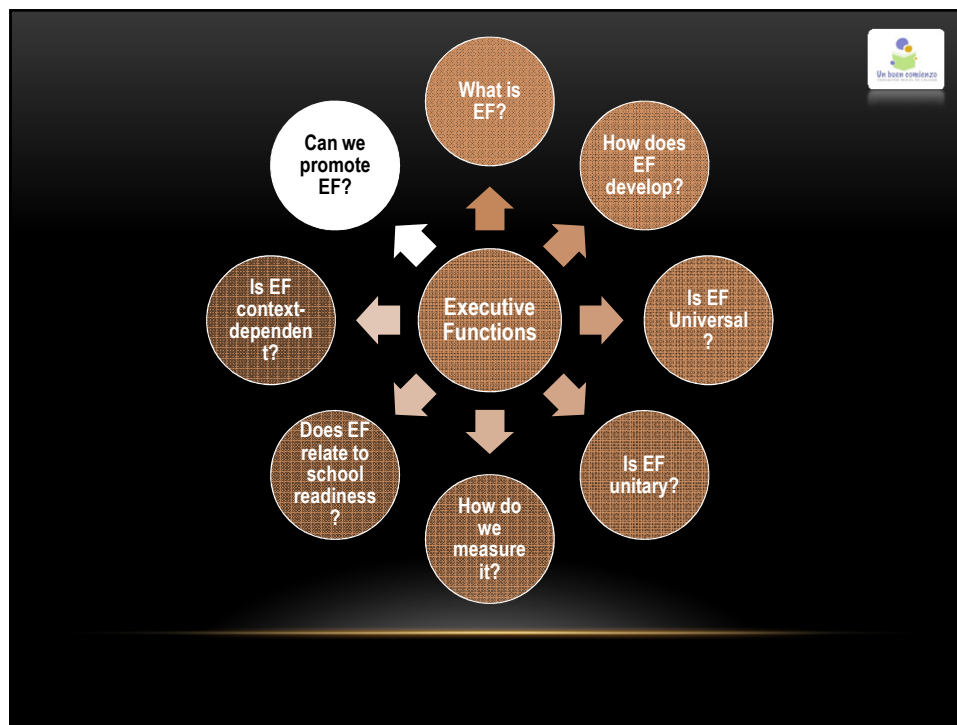 Un buen comienzo
What is
EF?
How does
EF
develop?
Is EF
Universal
?
Is EF
unitary?
How do
we
measure
it?
Does EF
relate to
school
readiness
?
Is EF
context-
dependen
t?
Can we
promote
EF?
Executive
Functions